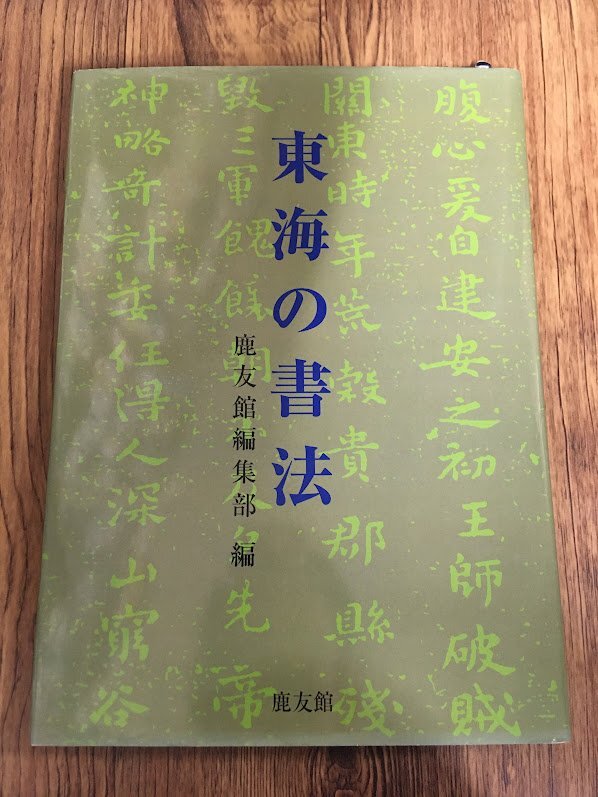 東海の書法
鹿友館編集部 編
鹿友館
腹心爰自建安之初王師破賊
關東時年荒穀貴郡縣殘
毀三軍餽饟朝先帝
神略奇計委任得人深山窮谷